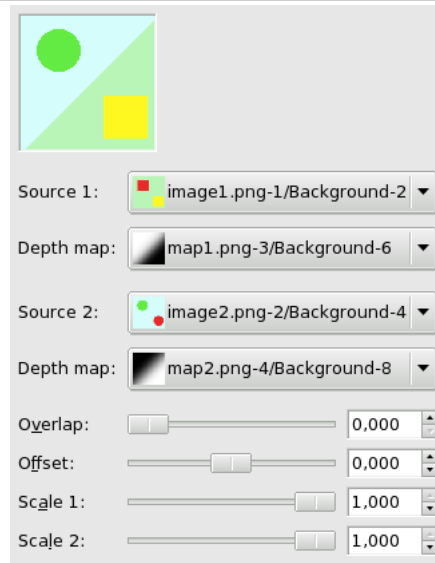 Source 1: image1.png-1/Background-2
Depth map: map1.png-3/Background-6
Source 2: image2.png-2/Background-4
Depth map: map2.png-4/Background-8
Overlap: 0,000
Offset: 0,000
Scale 1: 1,000
Scale 2: 1,000